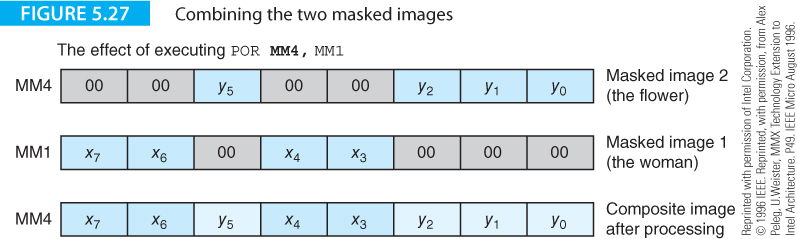 FIGURE 5.27 Combining the two masked images
The effect of executing POR MM4, MM1
MM4 00 00 y5 00 00 y2 y1 y0 Masked image 2
(the flower)
MM1 x7 x6 00 x4 x3 00 00 00 Masked image 1
(the woman)
MM4 x7 x6 y5 x4 x3 y2 y1 y0 Composite image
after processing
Reprinted with permission of Intel Corporation.
© 1996 IEEE. Reprinted, with permission, from Alex
Peleg, U.Weister, MMX Technology Extension to
Intel Architecture. P49. IEEE Micro August 1996.